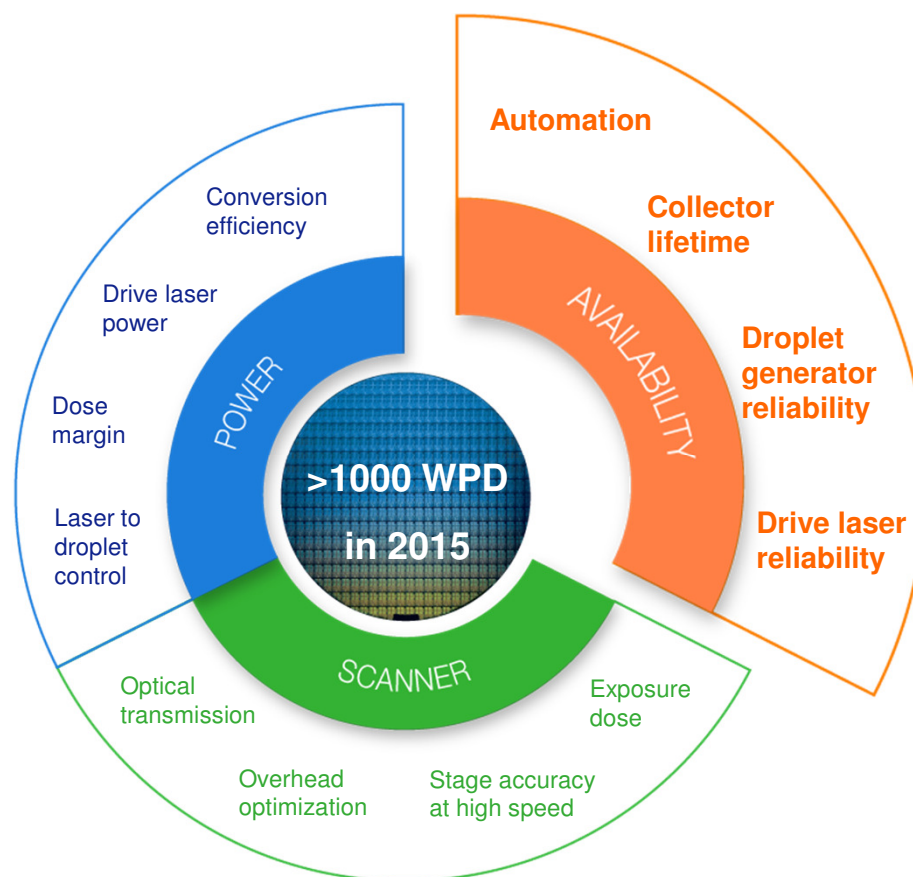 Automation
Collector
lifetime
Droplet
generator
reliability
Drive laser
reliability
AVAILABILITY
Conversion
efficiency
Drive laser
power
Dose
margin
Laser to
droplet
control
POWER
>1000 WPD
in 2015
SCANNER
Optical
transmission
Overhead
optimization
Stage accuracy
at high speed
Exposure
dose